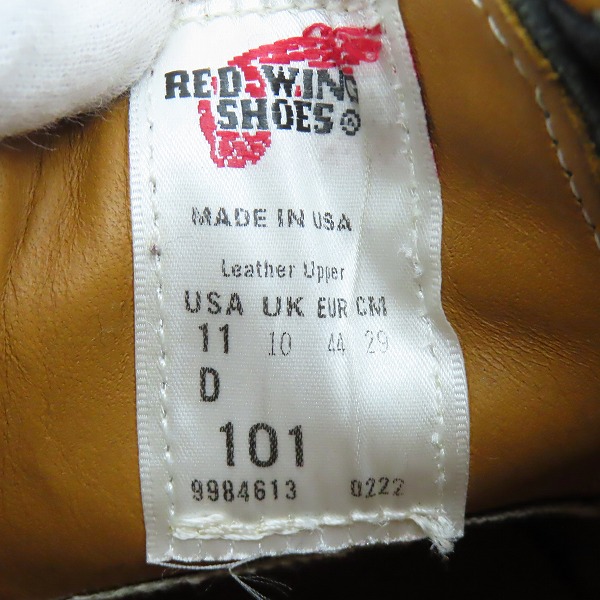 RED WING
SHOES ®
MADE IN USA
Leather Upper
USA UK EUR CM
11 10 44 29
D
101
9984613 0222